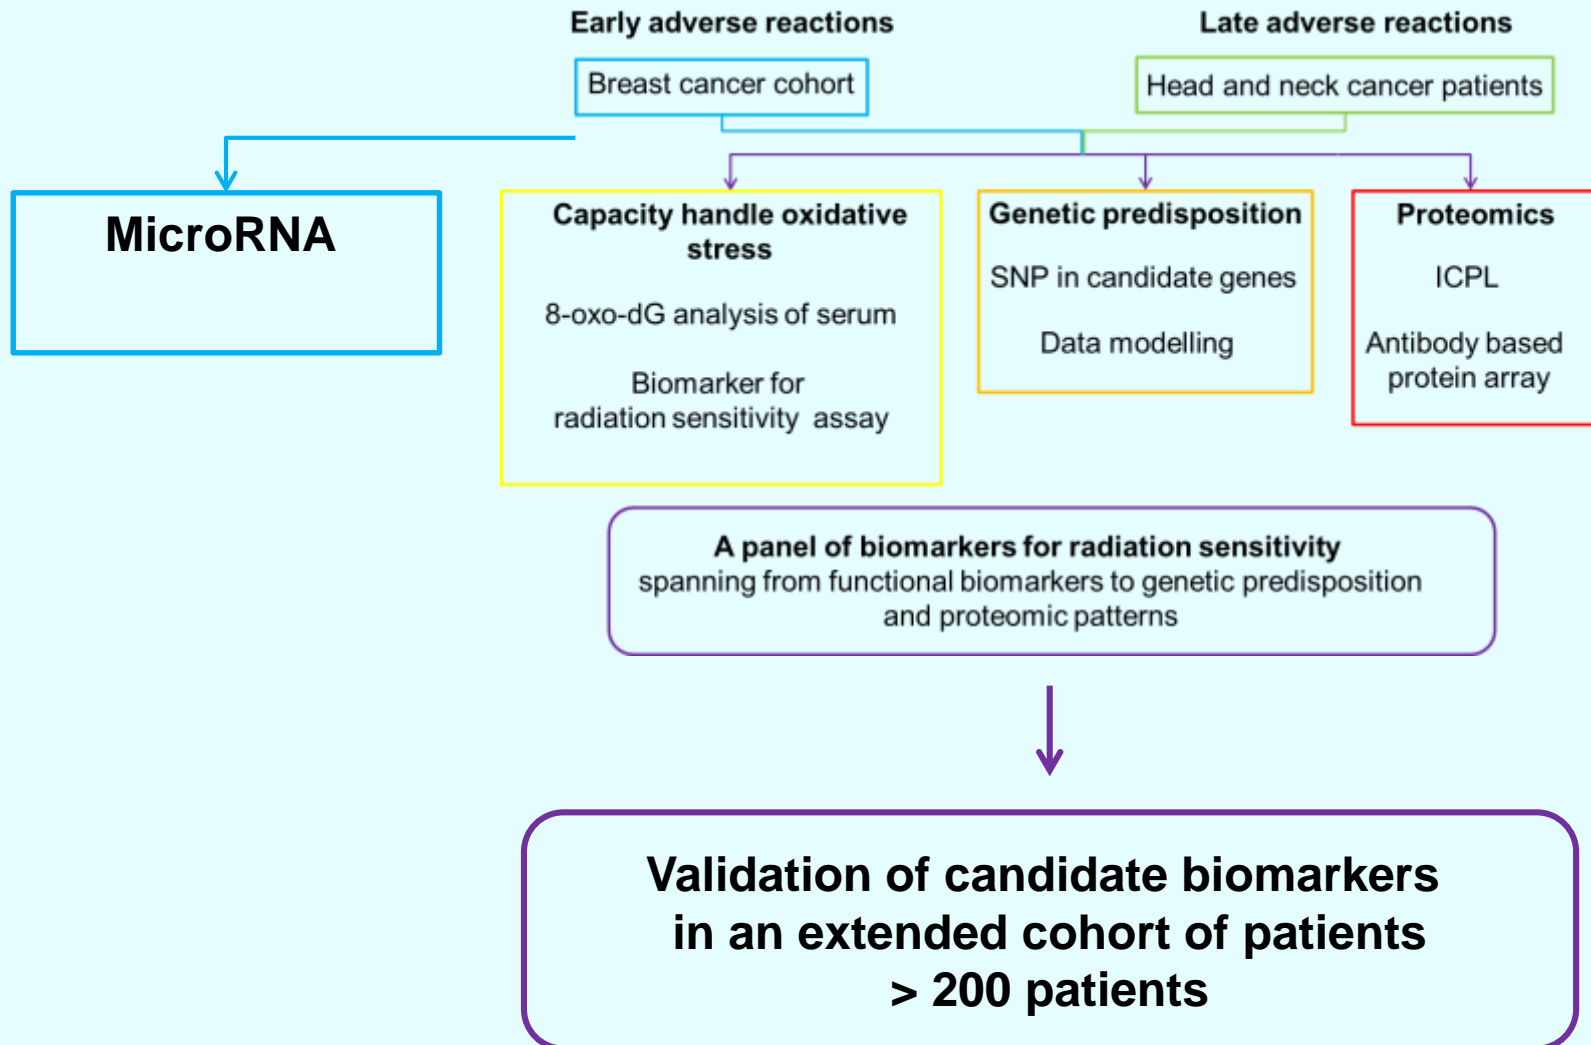 Early adverse reactions
Late adverse reactions
Breast cancer cohort
Head and neck cancer patients
MicroRNA
Capacity handle oxidative
stress
8-oxo-dG analysis of serum
Biomarker for
radiation sensitivity assay
Genetic predisposition
SNP in candidate genes
Data modelling
Proteomics
ICPL
Antibody based
protein array
A panel of biomarkers for radiation sensitivity
spanning from functional biomarkers to genetic predisposition
and proteomic patterns
Validation of candidate biomarkers
in an extended cohort of patients
> 200 patients